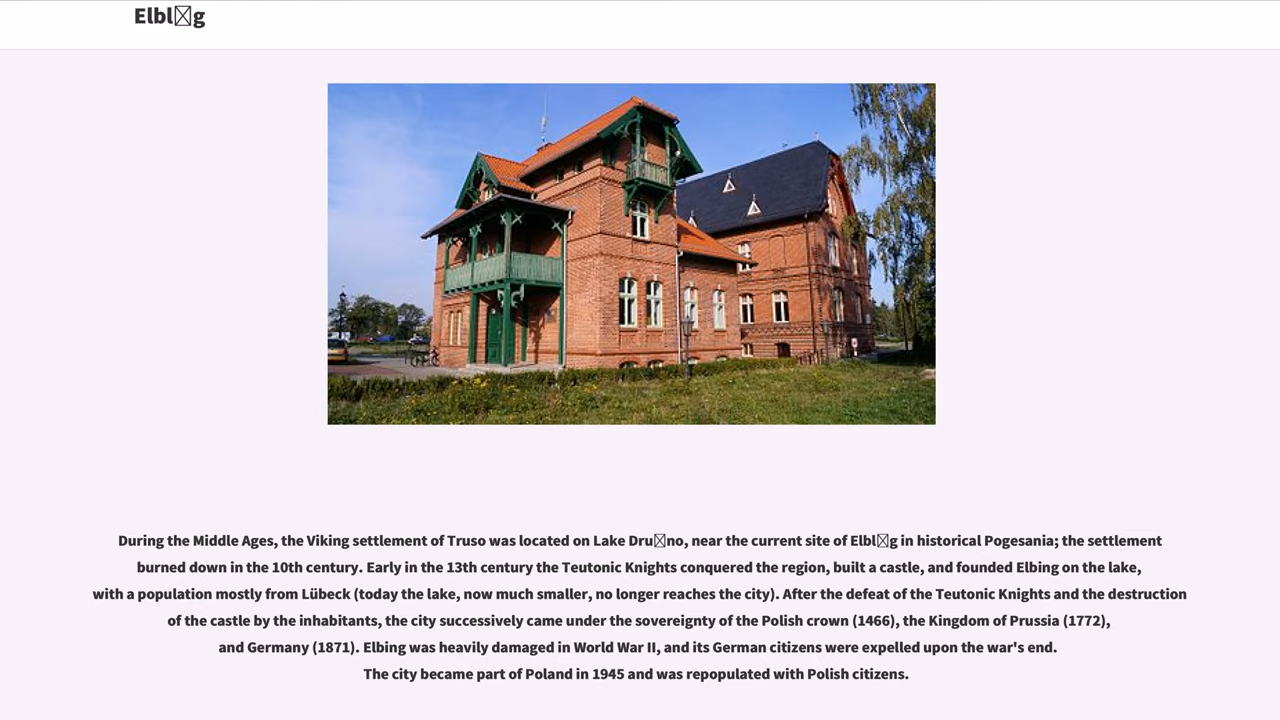 Elbl⌧g
During the Middle Ages, the Viking settlement of Truso was located on Lake Dru⌧no, near the current site of Elbl⌧g in historical Pogesania; the settlement
burned down in the 10th century. Early in the 13th century the Teutonic Knights conquered the region, built a castle, and founded Elbing on the lake,
with a population mostly from Lübeck (today the lake, now much smaller, no longer reaches the city). After the defeat of the Teutonic Knights and the destruction
of the castle by the inhabitants, the city successively came under the sovereignty of the Polish crown (1466), the Kingdom of Prussia (1772),
and Germany (1871). Elbing was heavily damaged in World War II, and its German citizens were expelled upon the war's end.
The city became part of Poland in 1945 and was repopulated with Polish citizens.